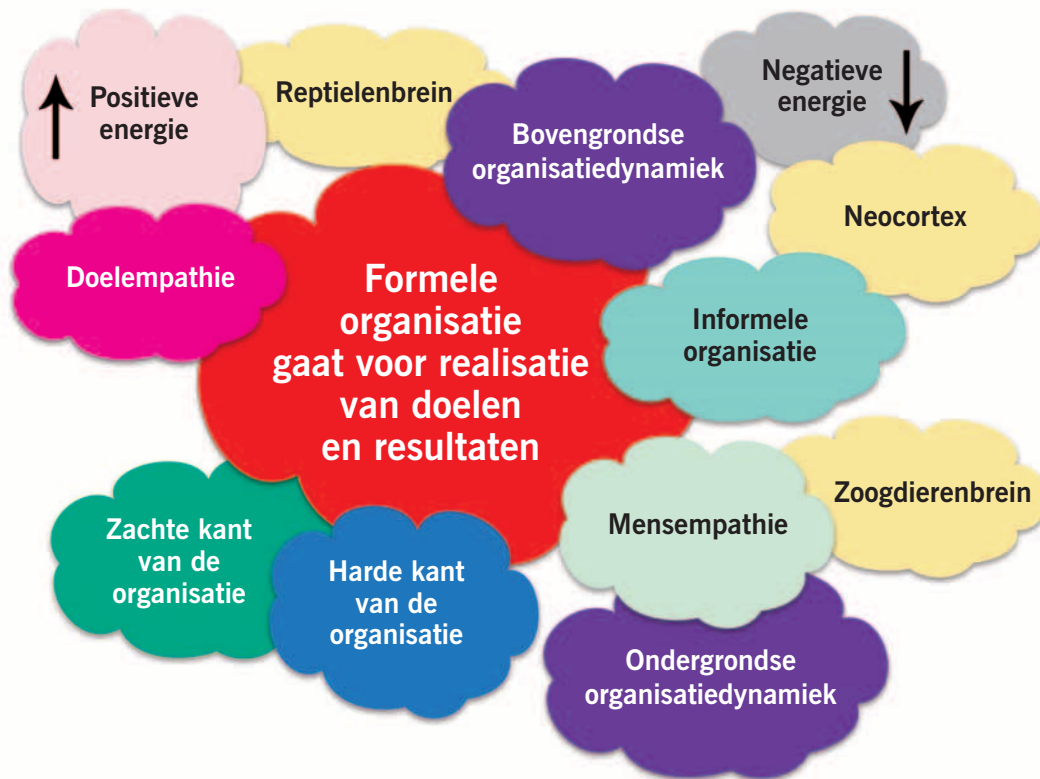 Positieve
energie
Reptielenbrein
Bovengrondse
organisatiedynamiek
Negatieve
energie
Neocortex
Doelempathie
Formele
organisatie
gaat voor realisatie
van doelen
en resultaten
Informele
organisatie
Zachte kant
van de
organisatie
Harde kant
van de
organisatie
Mensempathie
Zoogdierenbrein
Ondergrondse
organisatiedynamiek